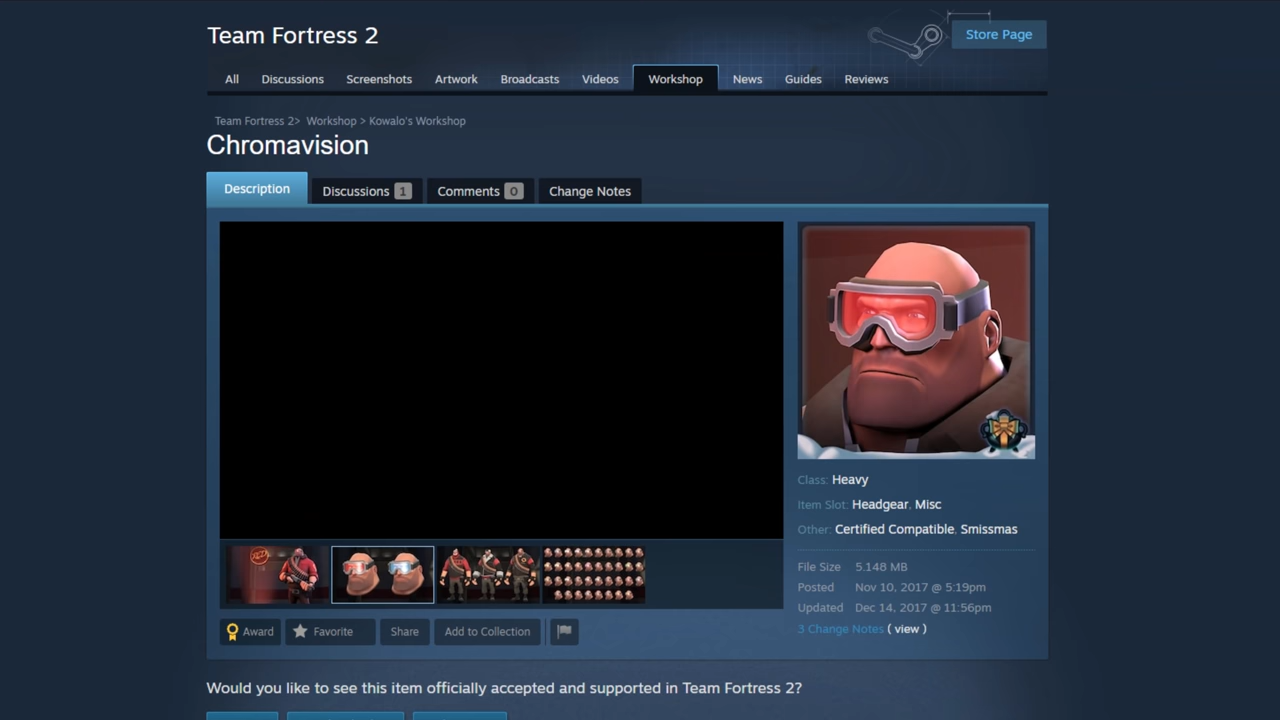 Team Fortress 2
Store Page
All Discussions Screenshots Artwork Broadcasts Videos Workshop News Guides Reviews
Team Fortress 2> Workshop > Kowalo's Workshop
Chromavision
Description Discussions 1 Comments 0 Change Notes
Class: Heavy
Item Slot: Headgear, Misc
Other: Certified Compatible, Smissmas
File Size 5.148 MB
Posted Nov 10, 2017 @ 5:19pm
Updated Dec 14, 2017 @ 11:56pm
3 Change Notes ( view )
Award Favorite Share Add to Collection
Would you like to see this item officially accepted and supported in Team Fortress 2?